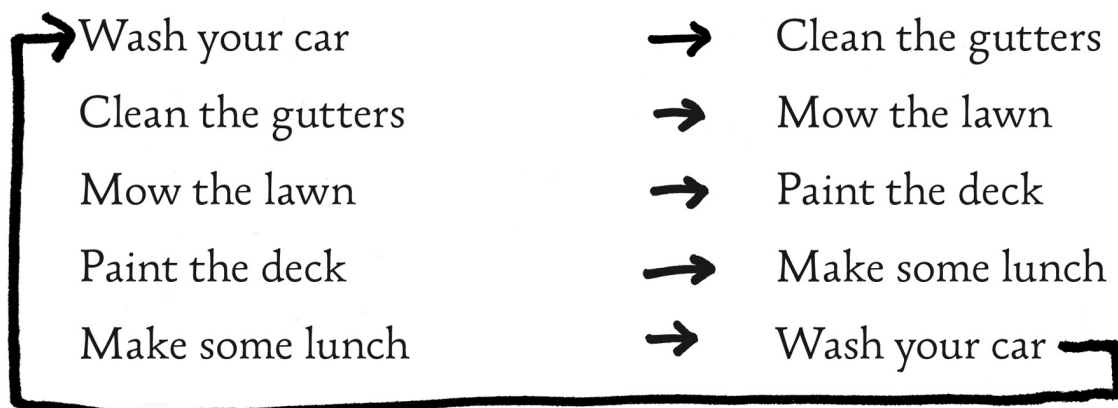 Wash your car → Clean the gutters
Clean the gutters → Mow the lawn
Mow the lawn → Paint the deck
Paint the deck → Make some lunch
Make some lunch → Wash your car